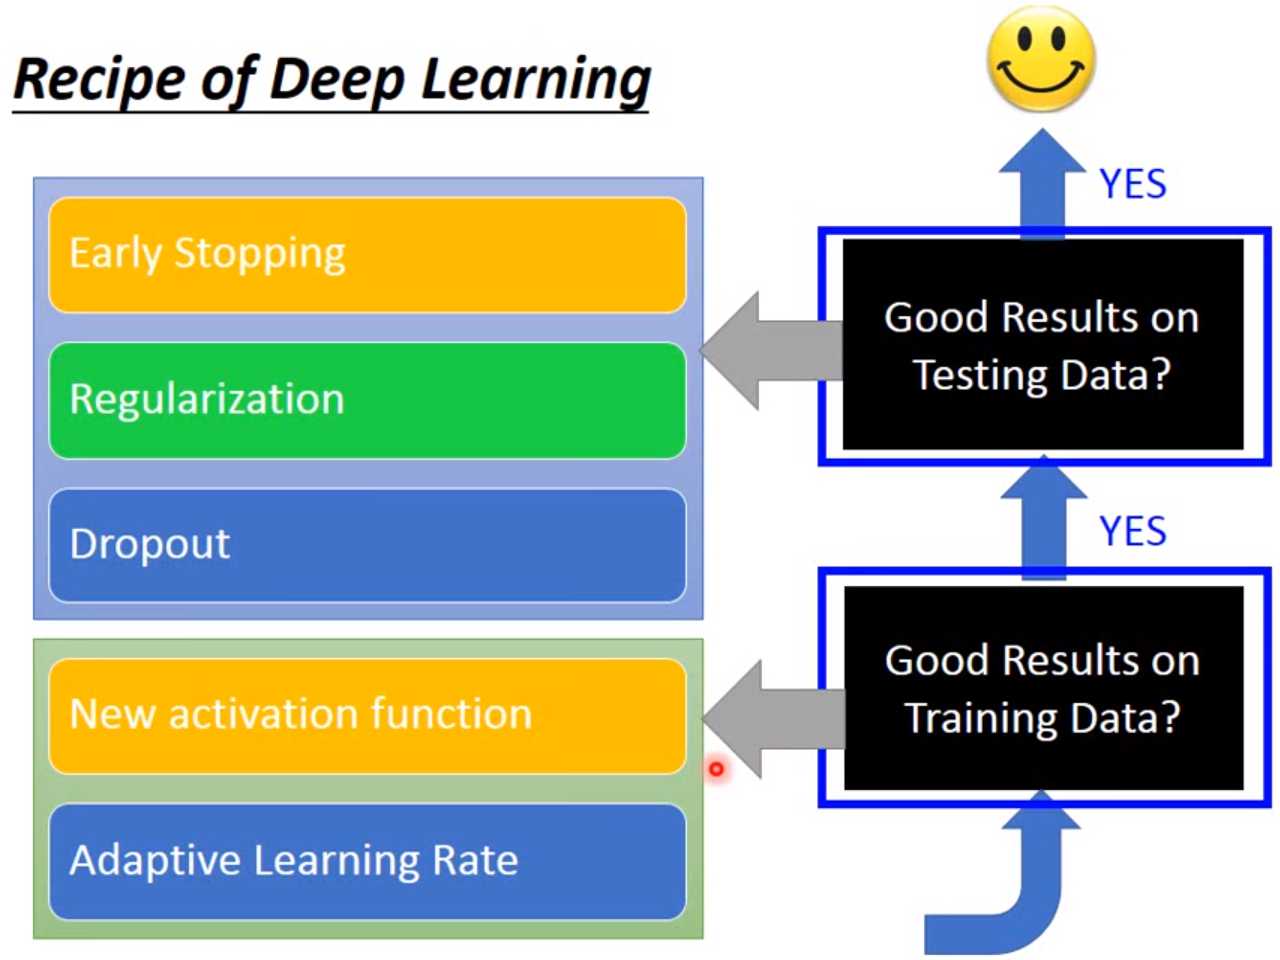 Recipe of Deep Learning
YES
Early Stopping
Good Results on
Testing Data?
Regularization
YES
Dropout
Good Results on
Training Data?
New activation function
Adaptive Learning Rate